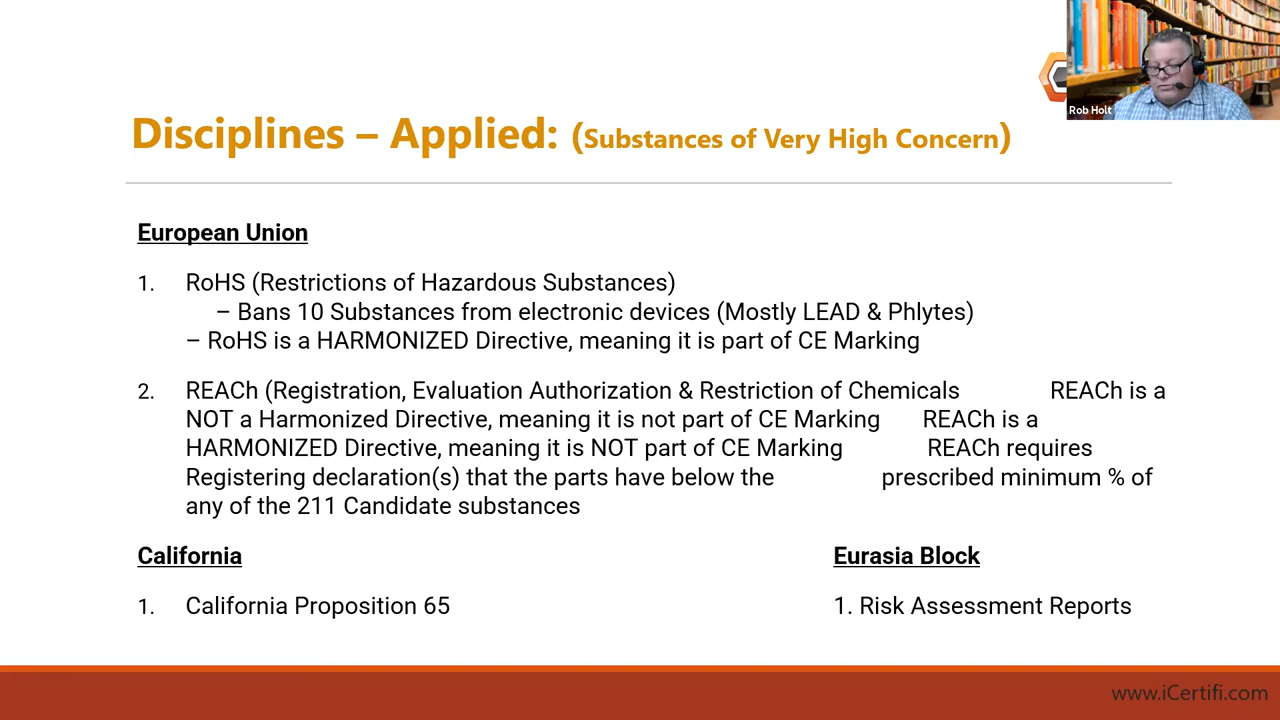 Rob Holt
Disciplines – Applied: (Substances of Very High Concern)
European Union
1. RoHS (Restrictions of Hazardous Substances)
– Bans 10 Substances from electronic devices (Mostly LEAD & Phlytes)
– RoHS is a HARMONIZED Directive, meaning it is part of CE Marking
2. REACh (Registration, Evaluation Authorization & Restriction of Chemicals REACh is a
NOT a Harmonized Directive, meaning it is not part of CE Marking REACh is a
HARMONIZED Directive, meaning it is NOT part of CE Marking REACh requires
Registering declaration(s) that the parts have below the prescribed minimum % of
any of the 211 Candidate substances
California
1. California Proposition 65
Eurasia Block
1. Risk Assessment Reports
www.iCertifi.com